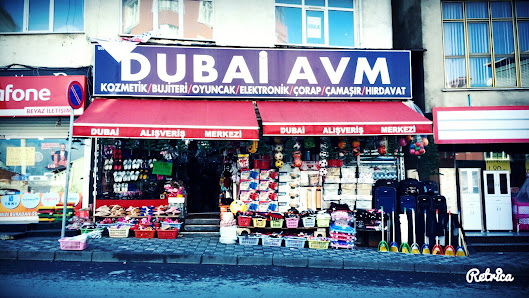 DUBAİ AVM
KOZMETİK/BUJİTERİ/OYUNCAK/ELEKTRONİK/ÇORAP/ÇAMAŞIR/HIRDAVAT
afone
BEYAZ İLETİŞİM
DUBAİ ALIŞVERİŞ MERKEZİ
DUBAİ ALIŞVERİŞ MERKEZİ
Retrica